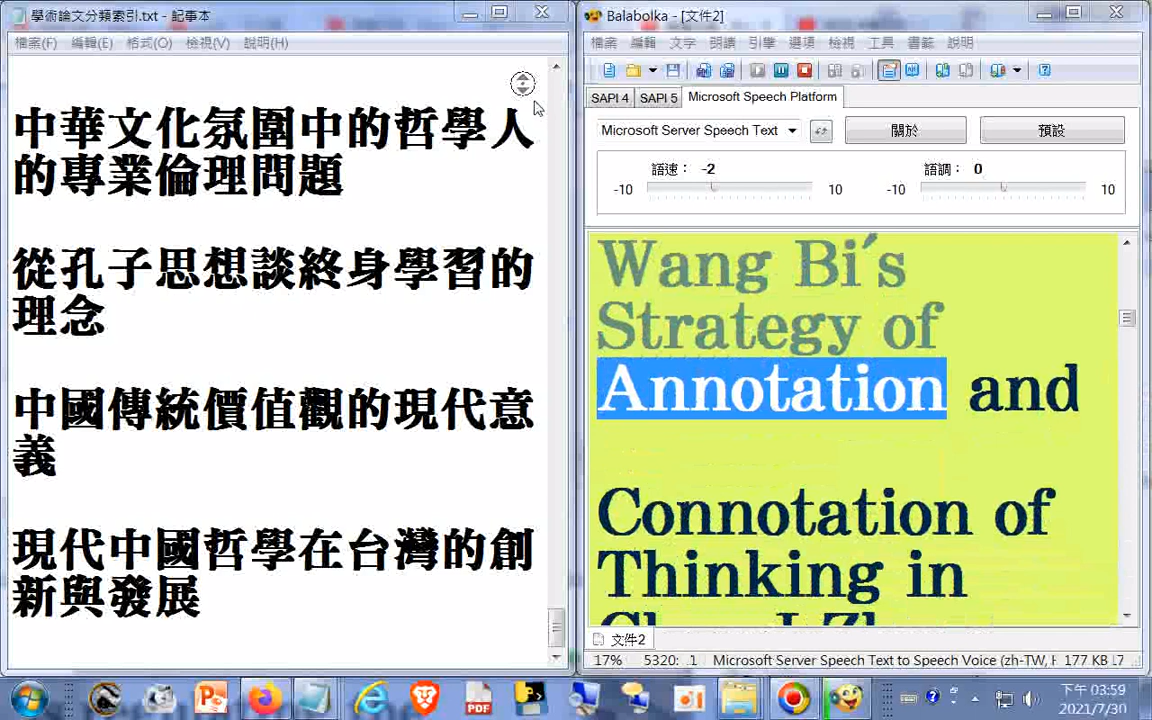 學術論文分類索引.txt - 記事本
檔案(F) 編輯(E) 格式(O) 檢視(V) 說明(H)
中華文化氛圍中的哲學人
的專業倫理問題
從孔子思想談終身學習的
理念
中國傳統價值觀的現代意
義
現代中國哲學在台灣的創
新與發展
Balabolka - [文件2]
檔案 編輯 文字 朗讀 引擎 選項 檢視 工具 書籤 說明
SAPI 4 SAPI 5 Microsoft Speech Platform
Microsoft Server Speech Text 關於 預設
語速： -2 語調： 0
-10 10 -10 10
Wang Bi's
Strategy of
Annotation and
Connotation of
Thinking in
文件2
17% 5320: .1 Microsoft Server Speech Text to Speech Voice (zh-TW, 177 KB
PDF
下午 03:59
2021/7/30